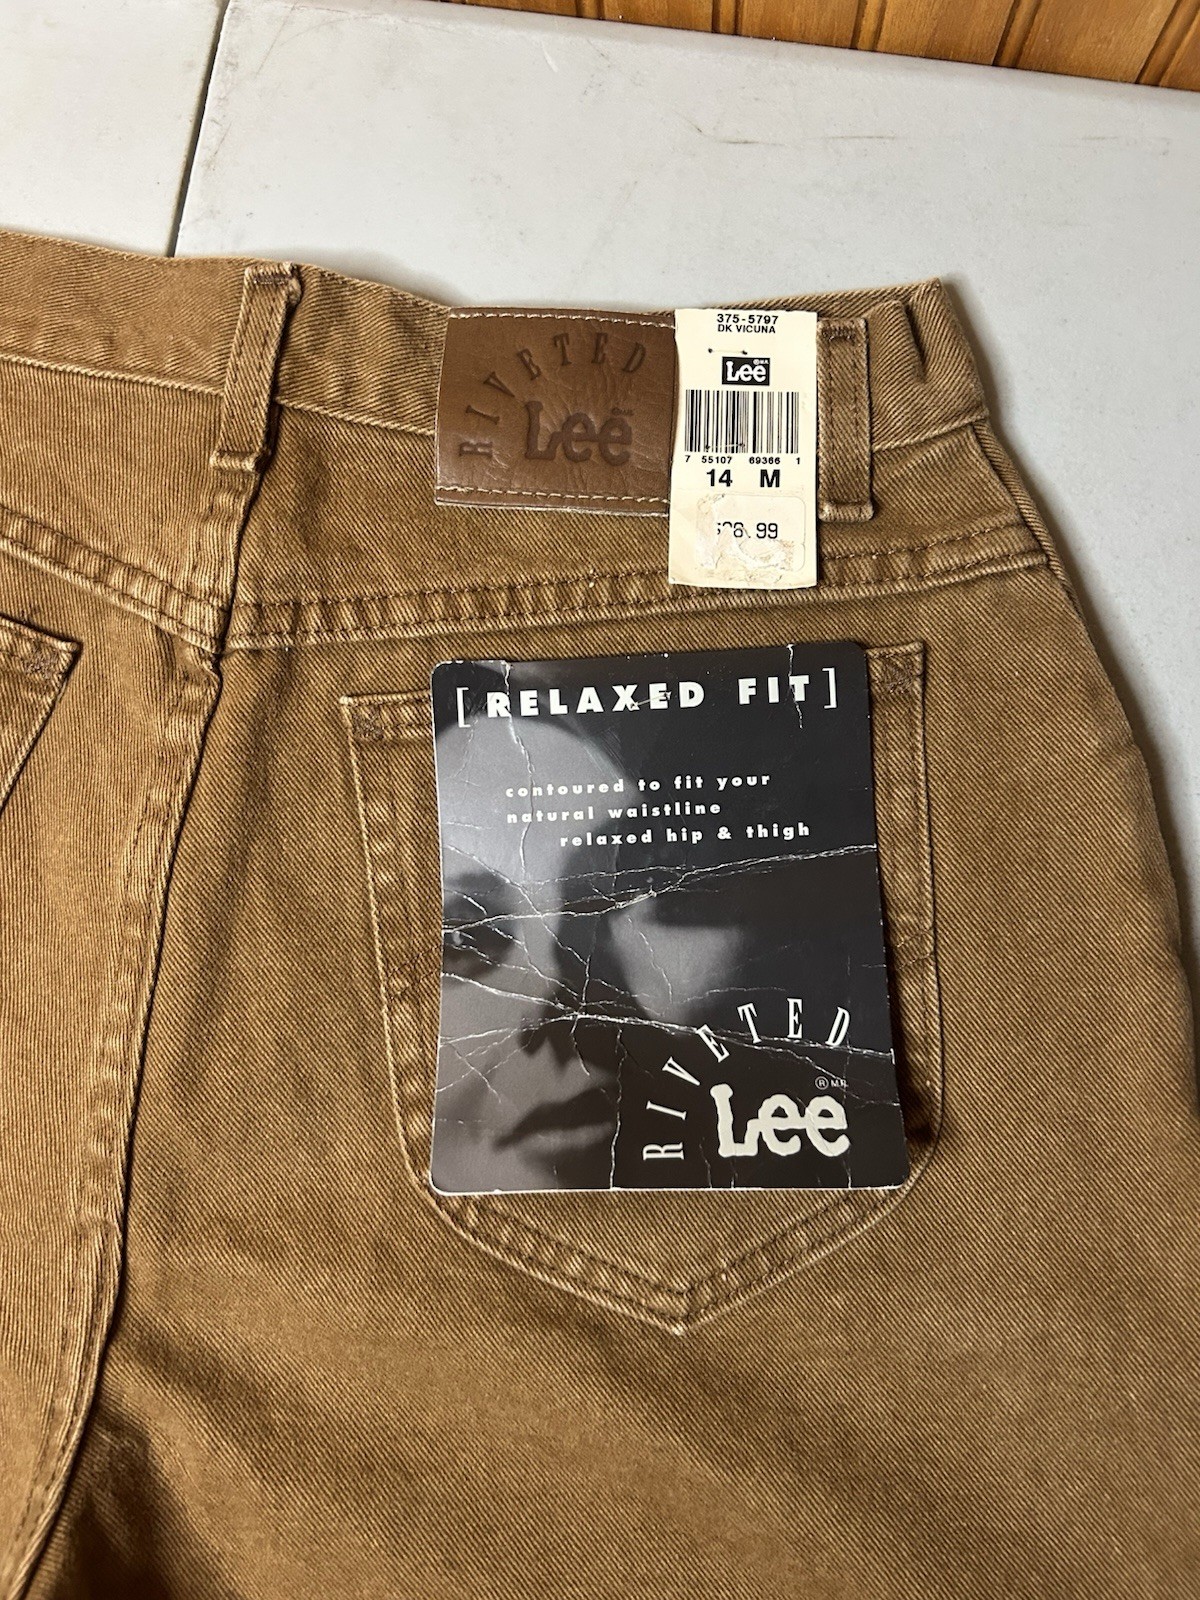 RIVETED
Lee
375-5797
DK VICUNA
Lee ® M.R.
7 55107 69366 1
14 M
.99
[RELAXED FIT]
contoured to fit your
natural waistline
relaxed hip & thigh
RIVETED
Lee ® M.R.